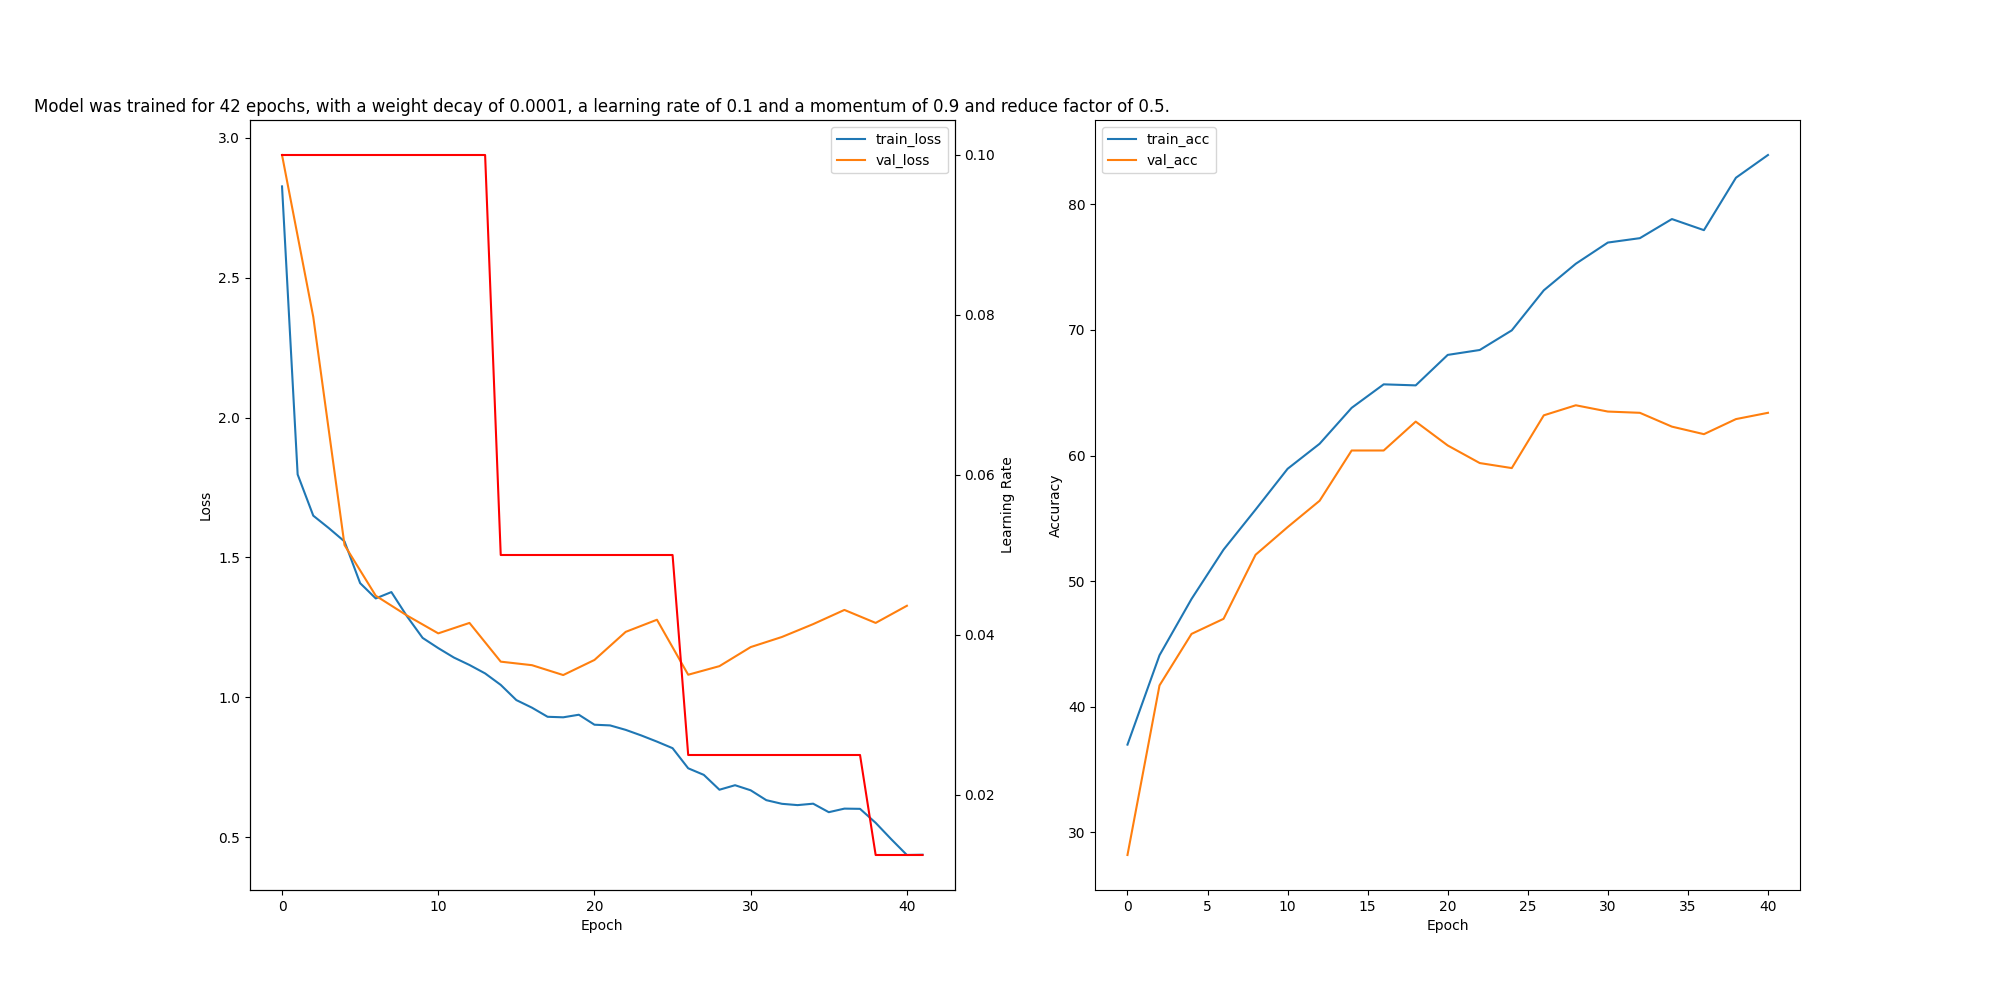 Model was trained for 42 epochs, with a weight decay of 0.0001, a learning rate of 0.1 and a momentum of 0.9 and reduce factor of 0.5.
train_loss
val_loss
3.0
2.5
2.0
1.5
1.0
0.5
Loss
0.10
0.08
0.06
0.04
0.02
Learning Rate
0 10 20 30 40
Epoch
train_acc
val_acc
80
70
60
50
40
30
Accuracy
0 5 10 15 20 25 30 35 40
Epoch